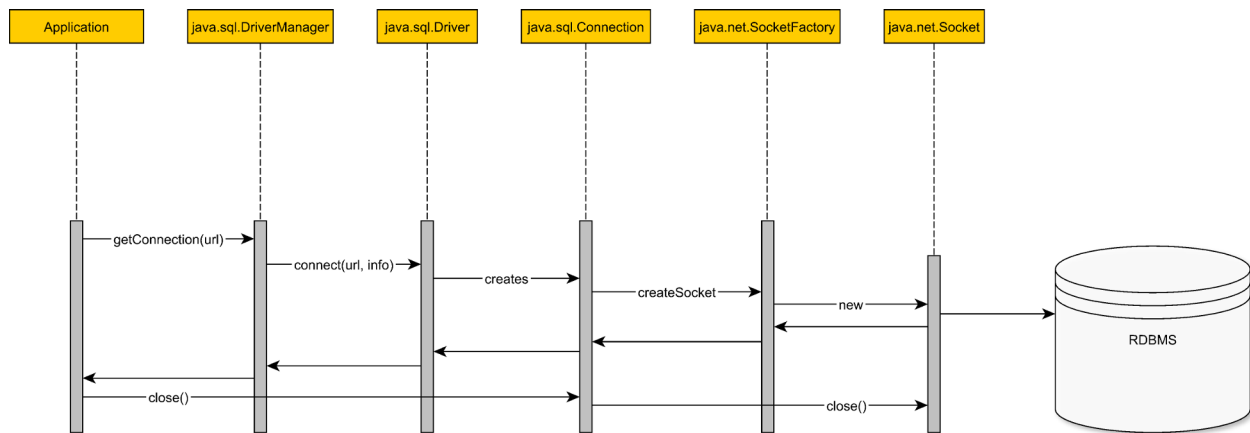 Application
java.sql.DriverManager
java.sql.Driver
java.sql.Connection
java.net.SocketFactory
java.net.Socket
getConnection(url)
connect(url, info)
creates
createSocket
new
RDBMS
close()
close()